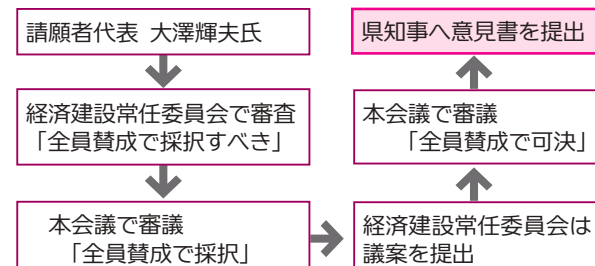 請願者代表 大澤輝夫氏
経済建設常任委員会で審査
「全員賛成で採択すべき」
本会議で審議
「全員賛成で採択」
経済建設常任委員会は
議案を提出
本会議で審議
「全員賛成で可決」
県知事へ意見書を提出